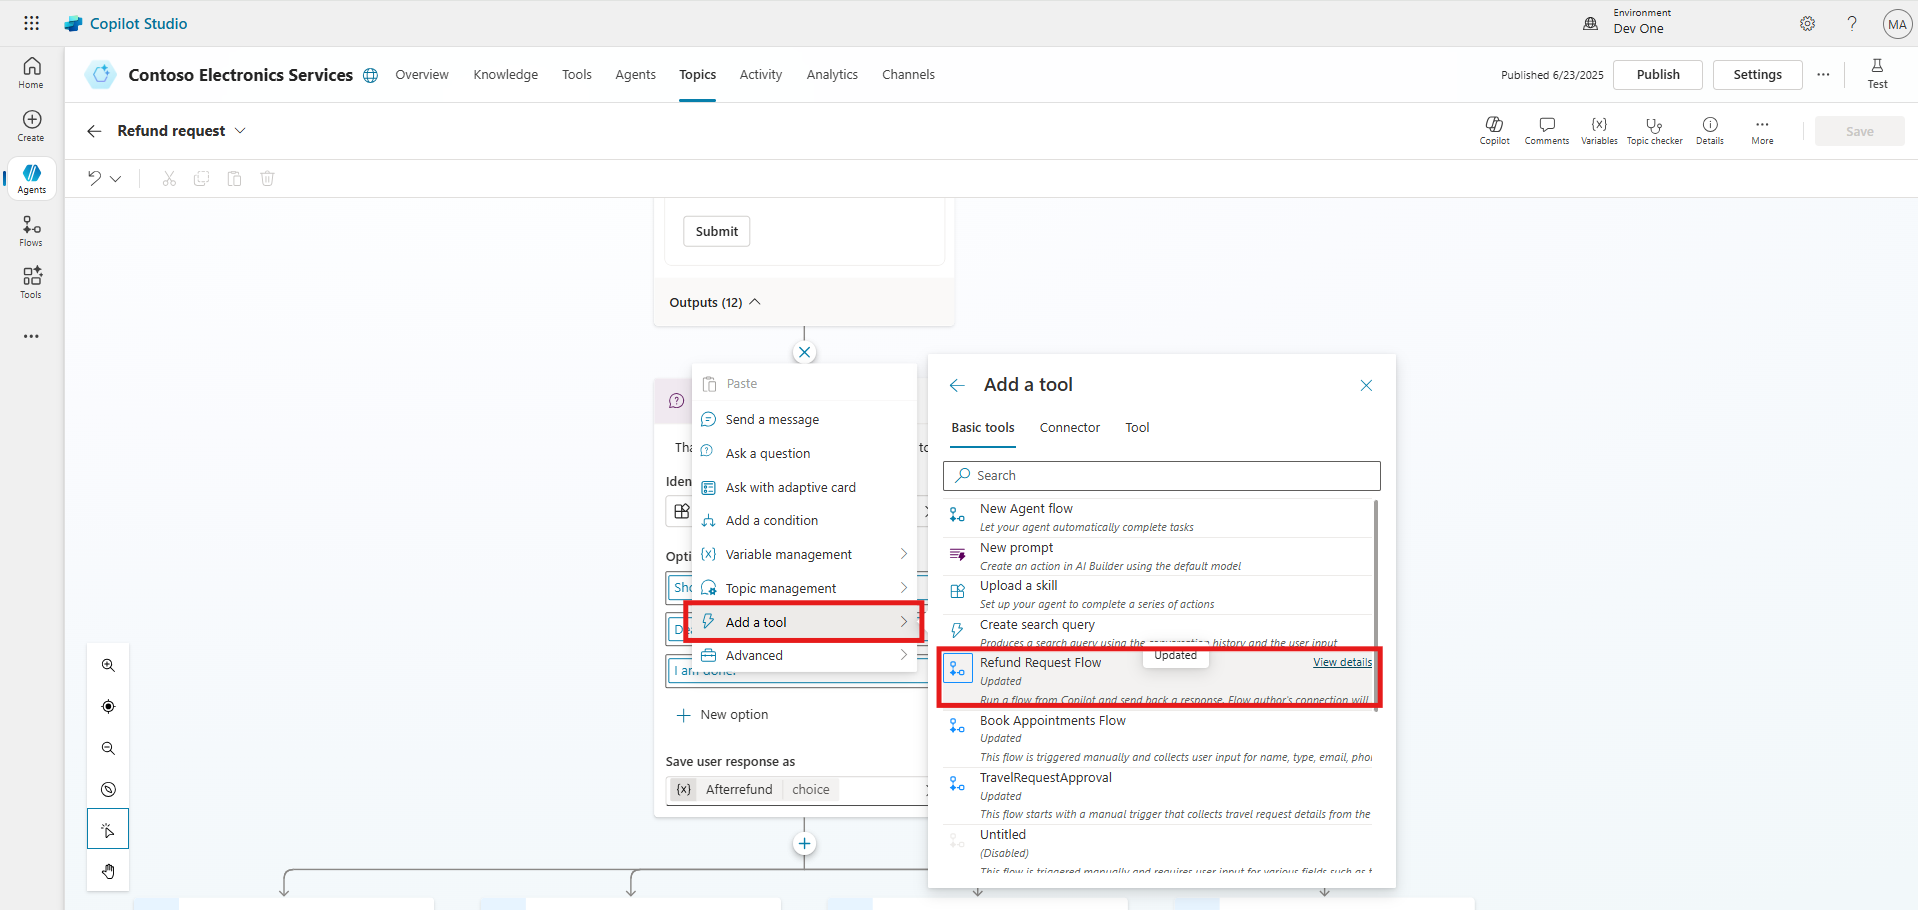 Copilot Studio
Environment
Dev One
MA
Home
Create
Agents
Flows
Tools
Contoso Electronics Services
Overview
Knowledge
Tools
Agents
Topics
Activity
Analytics
Channels
Published 6/23/2025
Publish
Settings
Test
Refund request
Copilot
Comments
Variables
Topic checker
Details
More
Save
Submit
Outputs (12)
Paste
Send a message
Ask a question
Ask with adaptive card
Add a condition
Variable management
Topic management
Add a tool
Advanced
I am done.
New option
Save user response as
{x} Afterrefund choice
Add a tool
Basic tools
Connector
Tool
Search
New Agent flow
Let your agent automatically complete tasks
New prompt
Create an action in AI Builder using the default model
Upload a skill
Set up your agent to complete a series of actions
Create search query
Produces a search query using the conversation history and the user input
Updated
Refund Request Flow
View details
Updated
Run a flow from Copilot and send back a response. Flow author's connection will
Book Appointments Flow
Updated
This flow is triggered manually and collects user input for name, type, email, pho
TravelRequestApproval
Updated
This flow starts with a manual trigger that collects travel request details from the
Untitled
(Disabled)
This flow is triggered manually and requires user input for various fields such as t